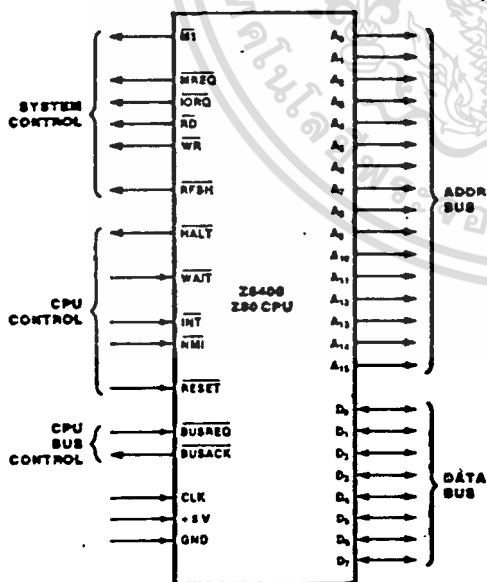 SYSTEM
CONTROL
M1
MREQ
IORQ
RD
WR
RFSH
CPU
CONTROL
HALT
WAIT
INT
NMI
RESET
CPU
BUS
CONTROL
BUSREQ
BUSACK
CLK
+5V
GND
Z8400
Z80 CPU
A0
A1
A2
A3
A4
A5
A6
A7
A8
A9
A10
A11
A12
A13
A14
A15
ADDR
BUS
D0
D1
D2
D3
D4
D5
D6
D7
DATA
BUS